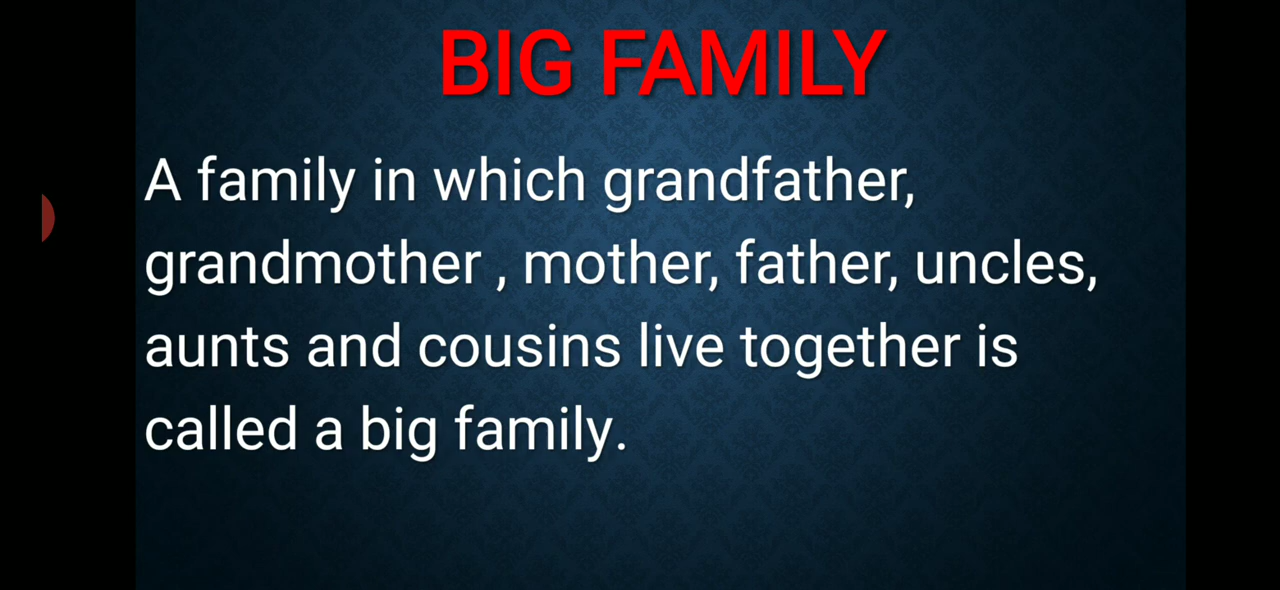 BIG FAMILY
A family in which grandfather,
grandmother , mother, father, uncles,
aunts and cousins live together is
called a big family.